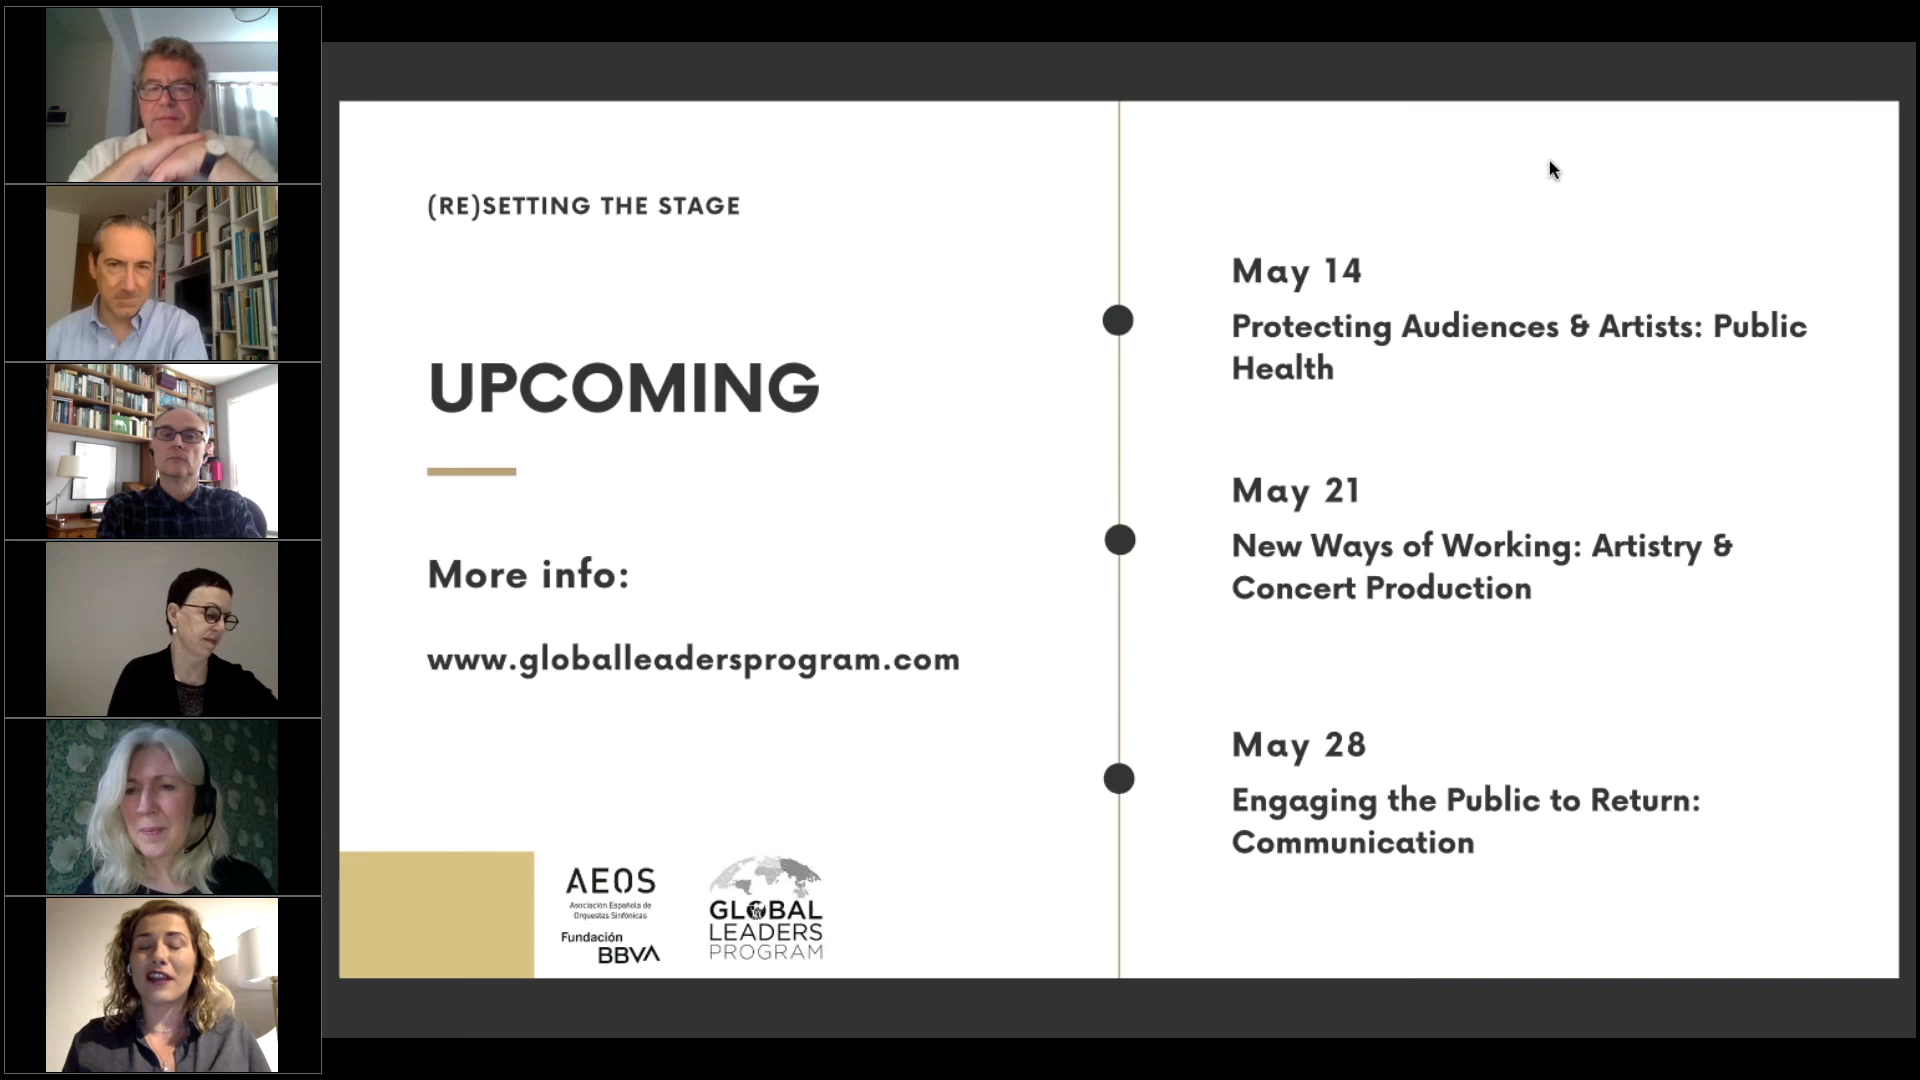 (RE)SETTING THE STAGE
UPCOMING
More info:
www.globalleadersprogram.com
AEOS
Asociación Española de
Orquestas Sinfónicas
Fundación
BBVA
GLOBAL
LEADERS
PROGRAM
May 14
Protecting Audiences & Artists: Public
Health
May 21
New Ways of Working: Artistry &
Concert Production
May 28
Engaging the Public to Return:
Communication